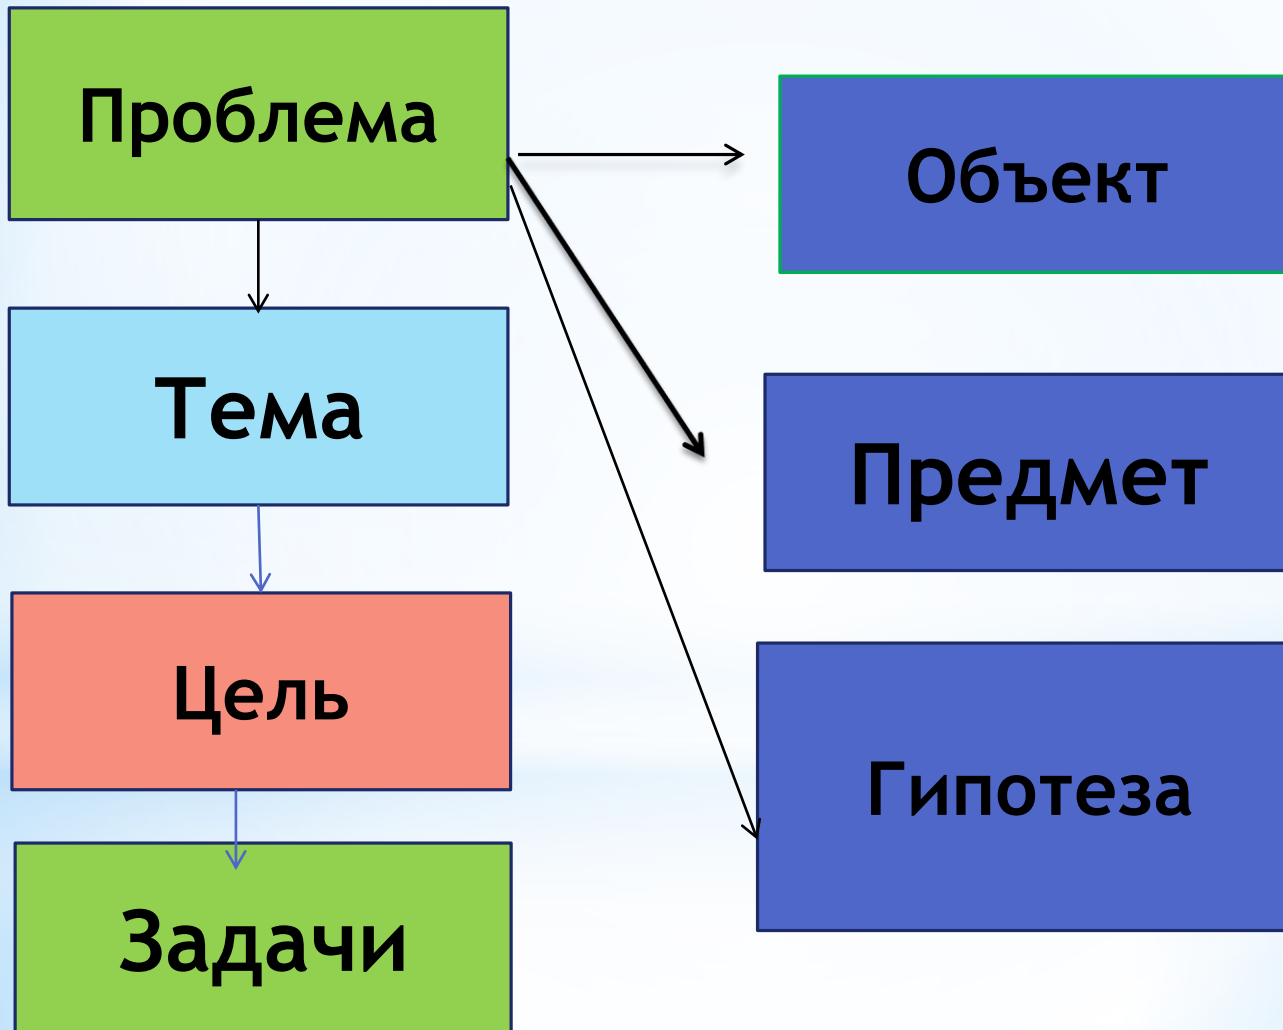 Проблема
Тема
Цель
Задачи
Объект
Предмет
Гипотеза